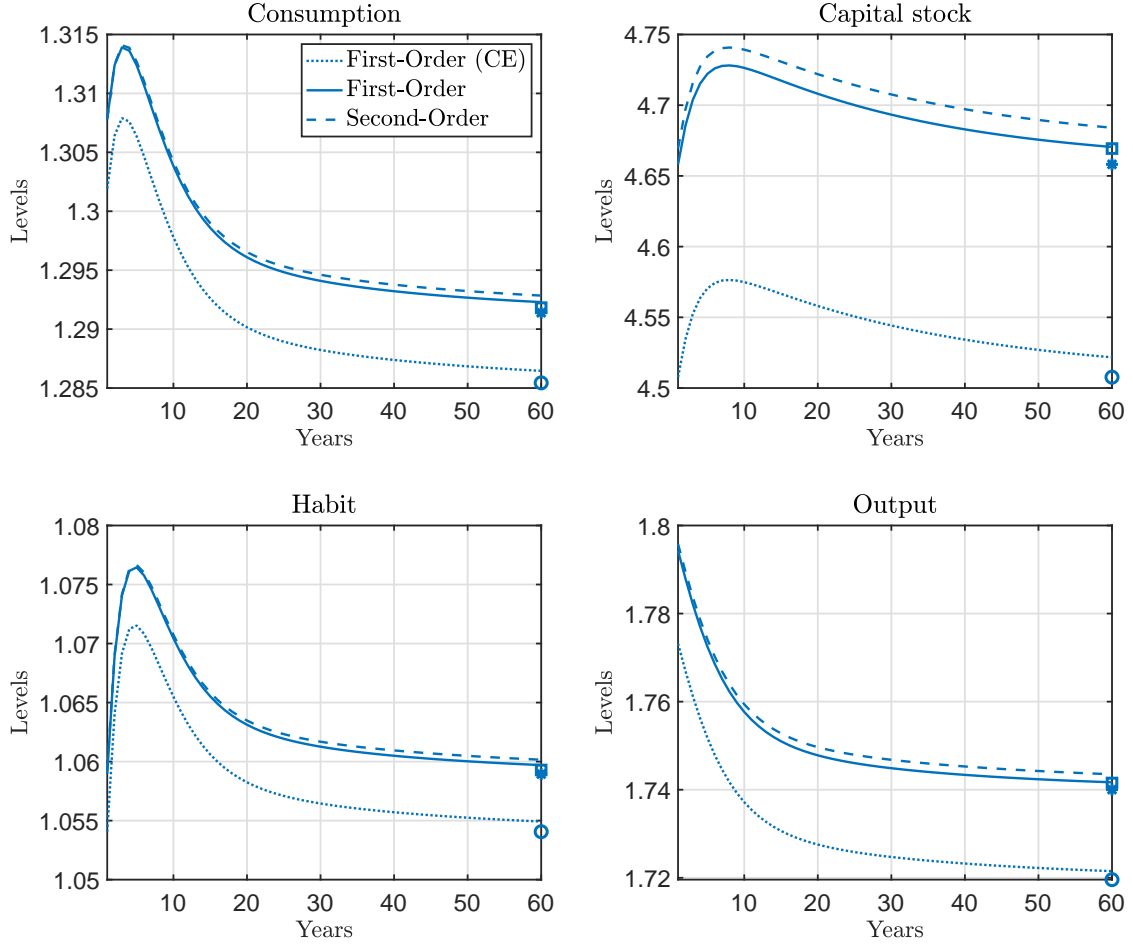 Consumption
1.315
1.31
1.305
1.3
1.295
1.29
1.285
Levels
10 20 30 40 50 60
Years
First-Order (CE)
First-Order
Second-Order
Capital stock
4.75
4.7
4.65
4.6
4.55
4.5
Levels
10 20 30 40 50 60
Years
Habit
1.08
1.075
1.07
1.065
1.06
1.055
1.05
Levels
10 20 30 40 50 60
Years
Output
1.8
1.78
1.76
1.74
1.72
Levels
10 20 30 40 50 60
Years